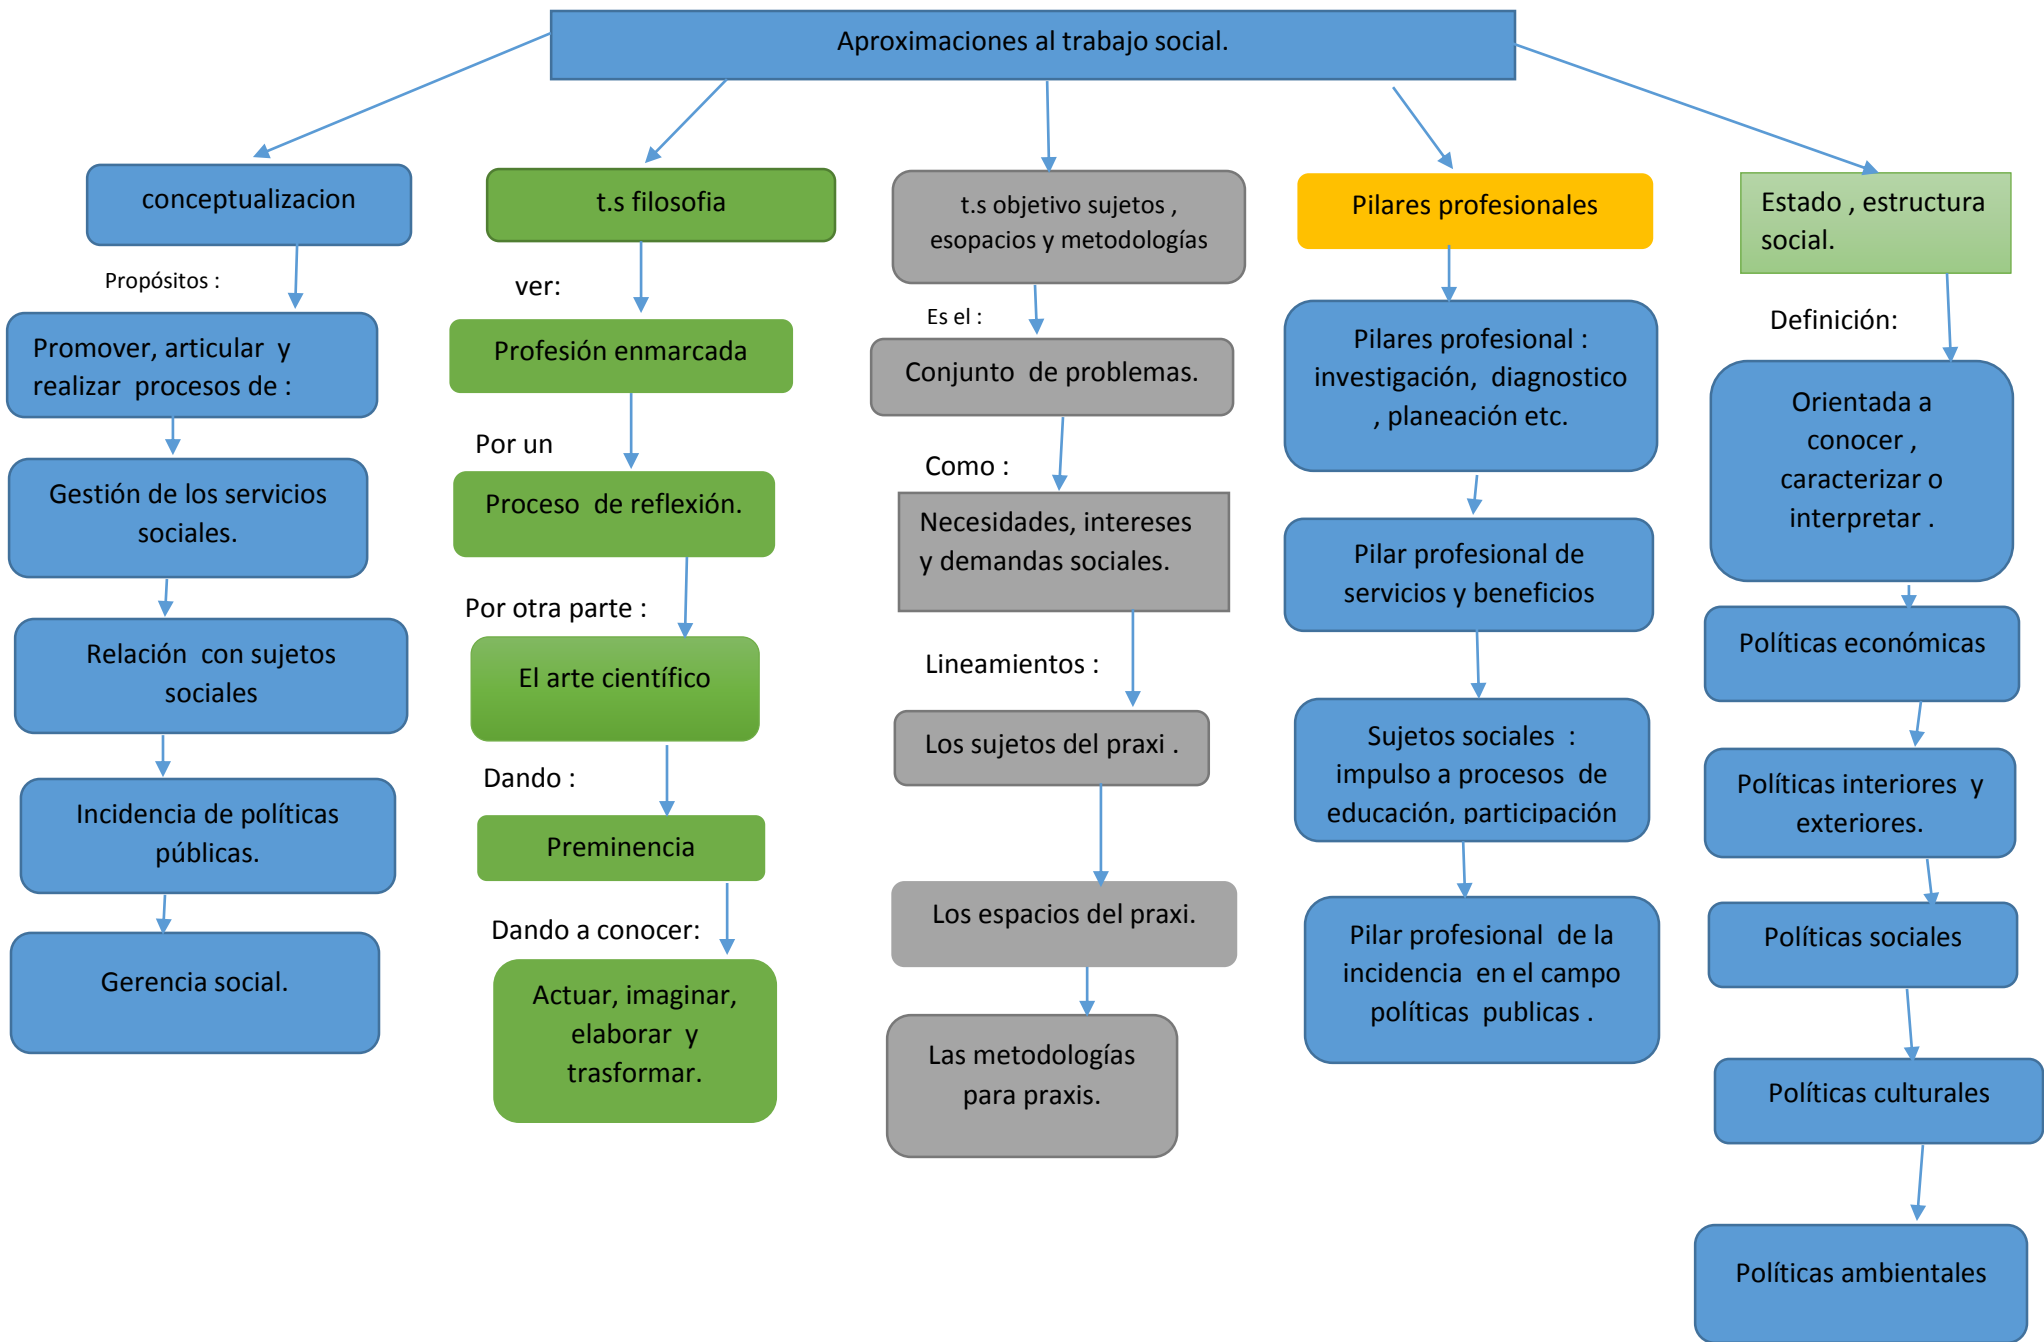 Aproximaciones al trabajo social.
conceptualizacion
Propósitos :
Promover, articular y
realizar procesos de :
Gestión de los servicios
sociales.
Relación con sujetos
sociales
Incidencia de políticas
públicas.
Gerencia social.
t.s filosofia
ver:
Profesión enmarcada
Por un
Proceso de reflexión.
Por otra parte :
El arte científico
Dando :
Preminencia
Dando a conocer:
Actuar, imaginar,
elaborar y
trasformar.
t.s objetivo sujetos ,
esopacios y metodologías
Es el :
Conjunto de problemas.
Como :
Necesidades, intereses
y demandas sociales.
Lineamientos :
Los sujetos del praxi .
Los espacios del praxi.
Las metodologías
para praxis.
Pilares profesionales
Pilares profesional :
investigación, diagnostico
, planeación etc.
Pilar profesional de
servicios y beneficios
Sujetos sociales :
impulso a procesos de
educación, participación
Pilar profesional de la
incidencia en el campo
políticas publicas .
Estado , estructura
social.
Definición:
Orientada a
conocer ,
caracterizar o
interpretar .
Políticas económicas
Políticas interiores y
exteriores.
Políticas sociales
Políticas culturales
Políticas ambientales